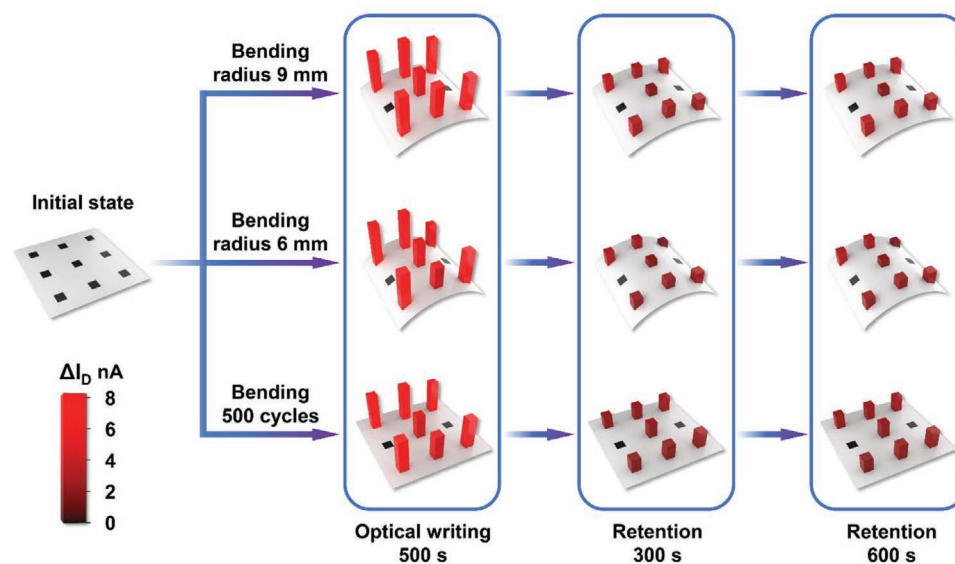 Bending
radius 9 mm
Initial state
Bending
radius 6 mm
ΔI_D nA
8
6
4
2
0
Bending
500 cycles
Optical writing
500 s
Retention
300 s
Retention
600 s